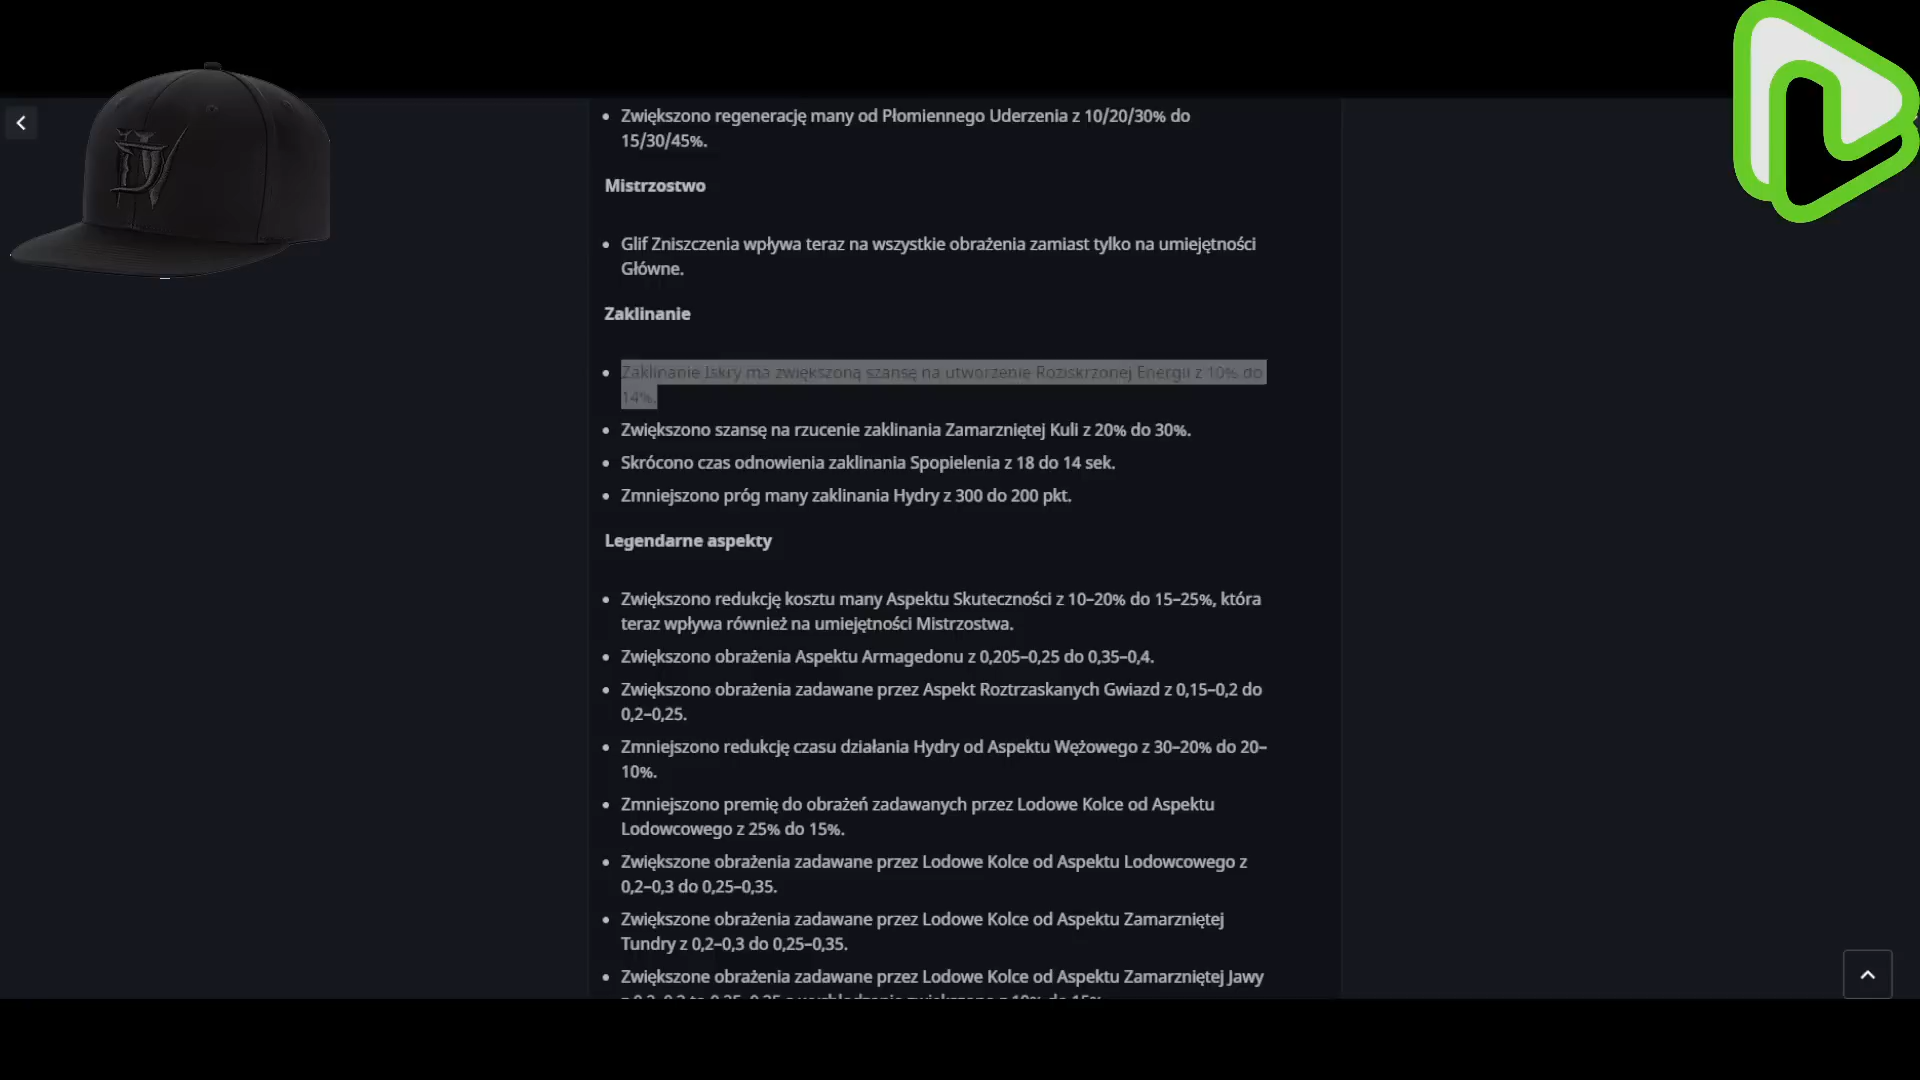 Zwiększono regenerację many od Płomiennego Uderzenia z 10/20/30% do
15/30/45%.
Mistrzostwo
Glif Zniszczenia wpływa teraz na wszystkie obrażenia zamiast tylko na umiejętności
Główne.
Zaklinanie
Zaklinanie Iskry ma zwiększoną szansę na utworzenie Roziskrzonej Energii z 10% do
14%.
Zwiększono szansę na rzucenie zaklinania Zamarzniętej Kuli z 20% do 30%.
Skrócono czas odnowienia zaklinania Spopielenia z 18 do 14 sek.
Zmniejszono próg many zaklinania Hydry z 300 do 200 pkt.
Legendarne aspekty
Zwiększono redukcję kosztu many Aspektu Skuteczności z 10–20% do 15–25%, która
teraz wpływa również na umiejętności Mistrzostwa.
Zwiększono obrażenia Aspektu Armagedonu z 0,205–0,25 do 0,35–0,4.
Zwiększono obrażenia zadawane przez Aspekt Roztrzaskanych Gwiazd z 0,15–0,2 do
0,2–0,25.
Zmniejszono redukcję czasu działania Hydry od Aspektu Wężowego z 30–20% do 20–
10%.
Zmniejszono premię do obrażeń zadawanych przez Lodowe Kolce od Aspektu
Lodowcowego z 25% do 15%.
Zwiększone obrażenia zadawane przez Lodowe Kolce od Aspektu Lodowcowego z
0,2–0,3 do 0,25–0,35.
Zwiększone obrażenia zadawane przez Lodowe Kolce od Aspektu Zamarzniętej
Tundry z 0,2–0,3 do 0,25–0,35.
Zwiększone obrażenia zadawane przez Lodowe Kolce od Aspektu Zamarzniętej Jawy